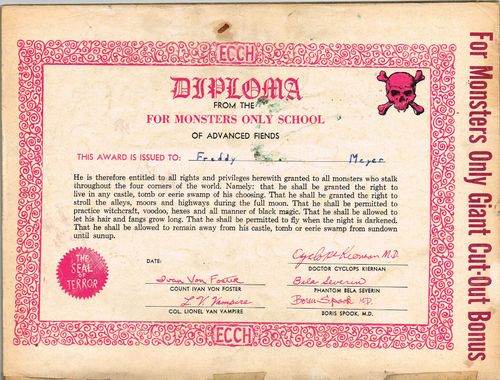 ECCH
DIPLOMA
FROM THE
FOR MONSTERS ONLY SCHOOL
OF ADVANCED FIENDS
THIS AWARD IS ISSUED TO: Freddy Meyer
He is therefore entitled to all rights and privileges herewith granted to all monsters who stalk
throughout the four corners of the world. Namely: that he shall be granted the right to
live in any castle, tomb or eerie swamp of his choosing. That he shall be granted the right to
stroll the alleys, moors and highways during the full moon. That he shall be permitted to
practice witchcraft, voodoo, hexes and all manner of black magic. That he shall be allowed to
let his hair and fangs grow long. That he shall be permitted to fly when the night is darkened.
That he shall be allowed to remain away from his castle, tomb or eerie swamp from sundown
until sunup.
THE
SEAL
OF
TERROR
DATE:
Ivan Von Foster
COUNT IVAN VON FOSTER
L.V. Vampire
COL. LIONEL VAN VAMPIRE
Cyclops Kiernan M.D.
DOCTOR CYCLOPS KIERNAN
Bela Severin
PHANTOM BELA SEVERIN
Boris Spook M.D.
BORIS SPOOK, M.D.
ECCH
For Monsters Only Giant Cut-Out Bonus